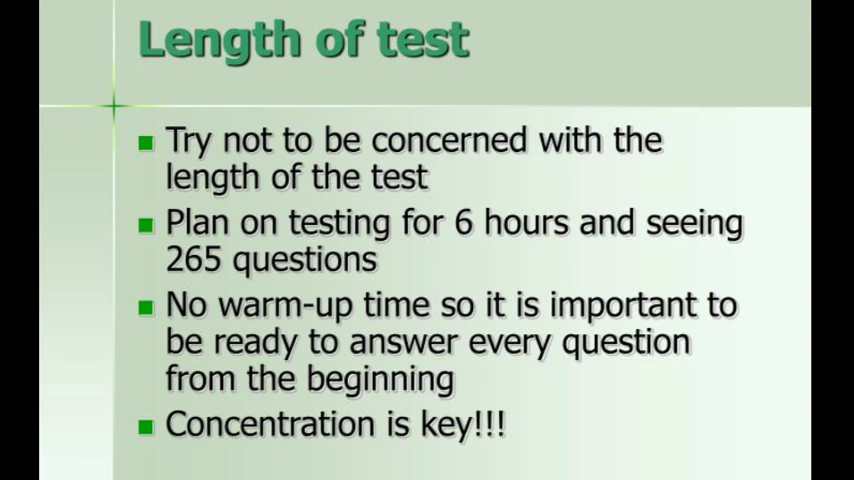 Length of test
Try not to be concerned with the
length of the test
Plan on testing for 6 hours and seeing
265 questions
No warm-up time so it is important to
be ready to answer every question
from the beginning
Concentration is key!!!